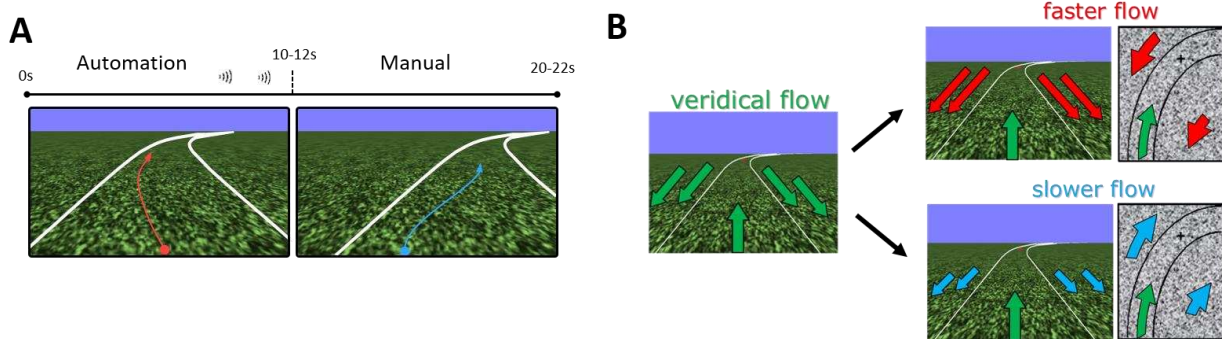 A
0s
Automation
10-12s
Manual
20-22s
B
veridical flow
faster flow
slower flow